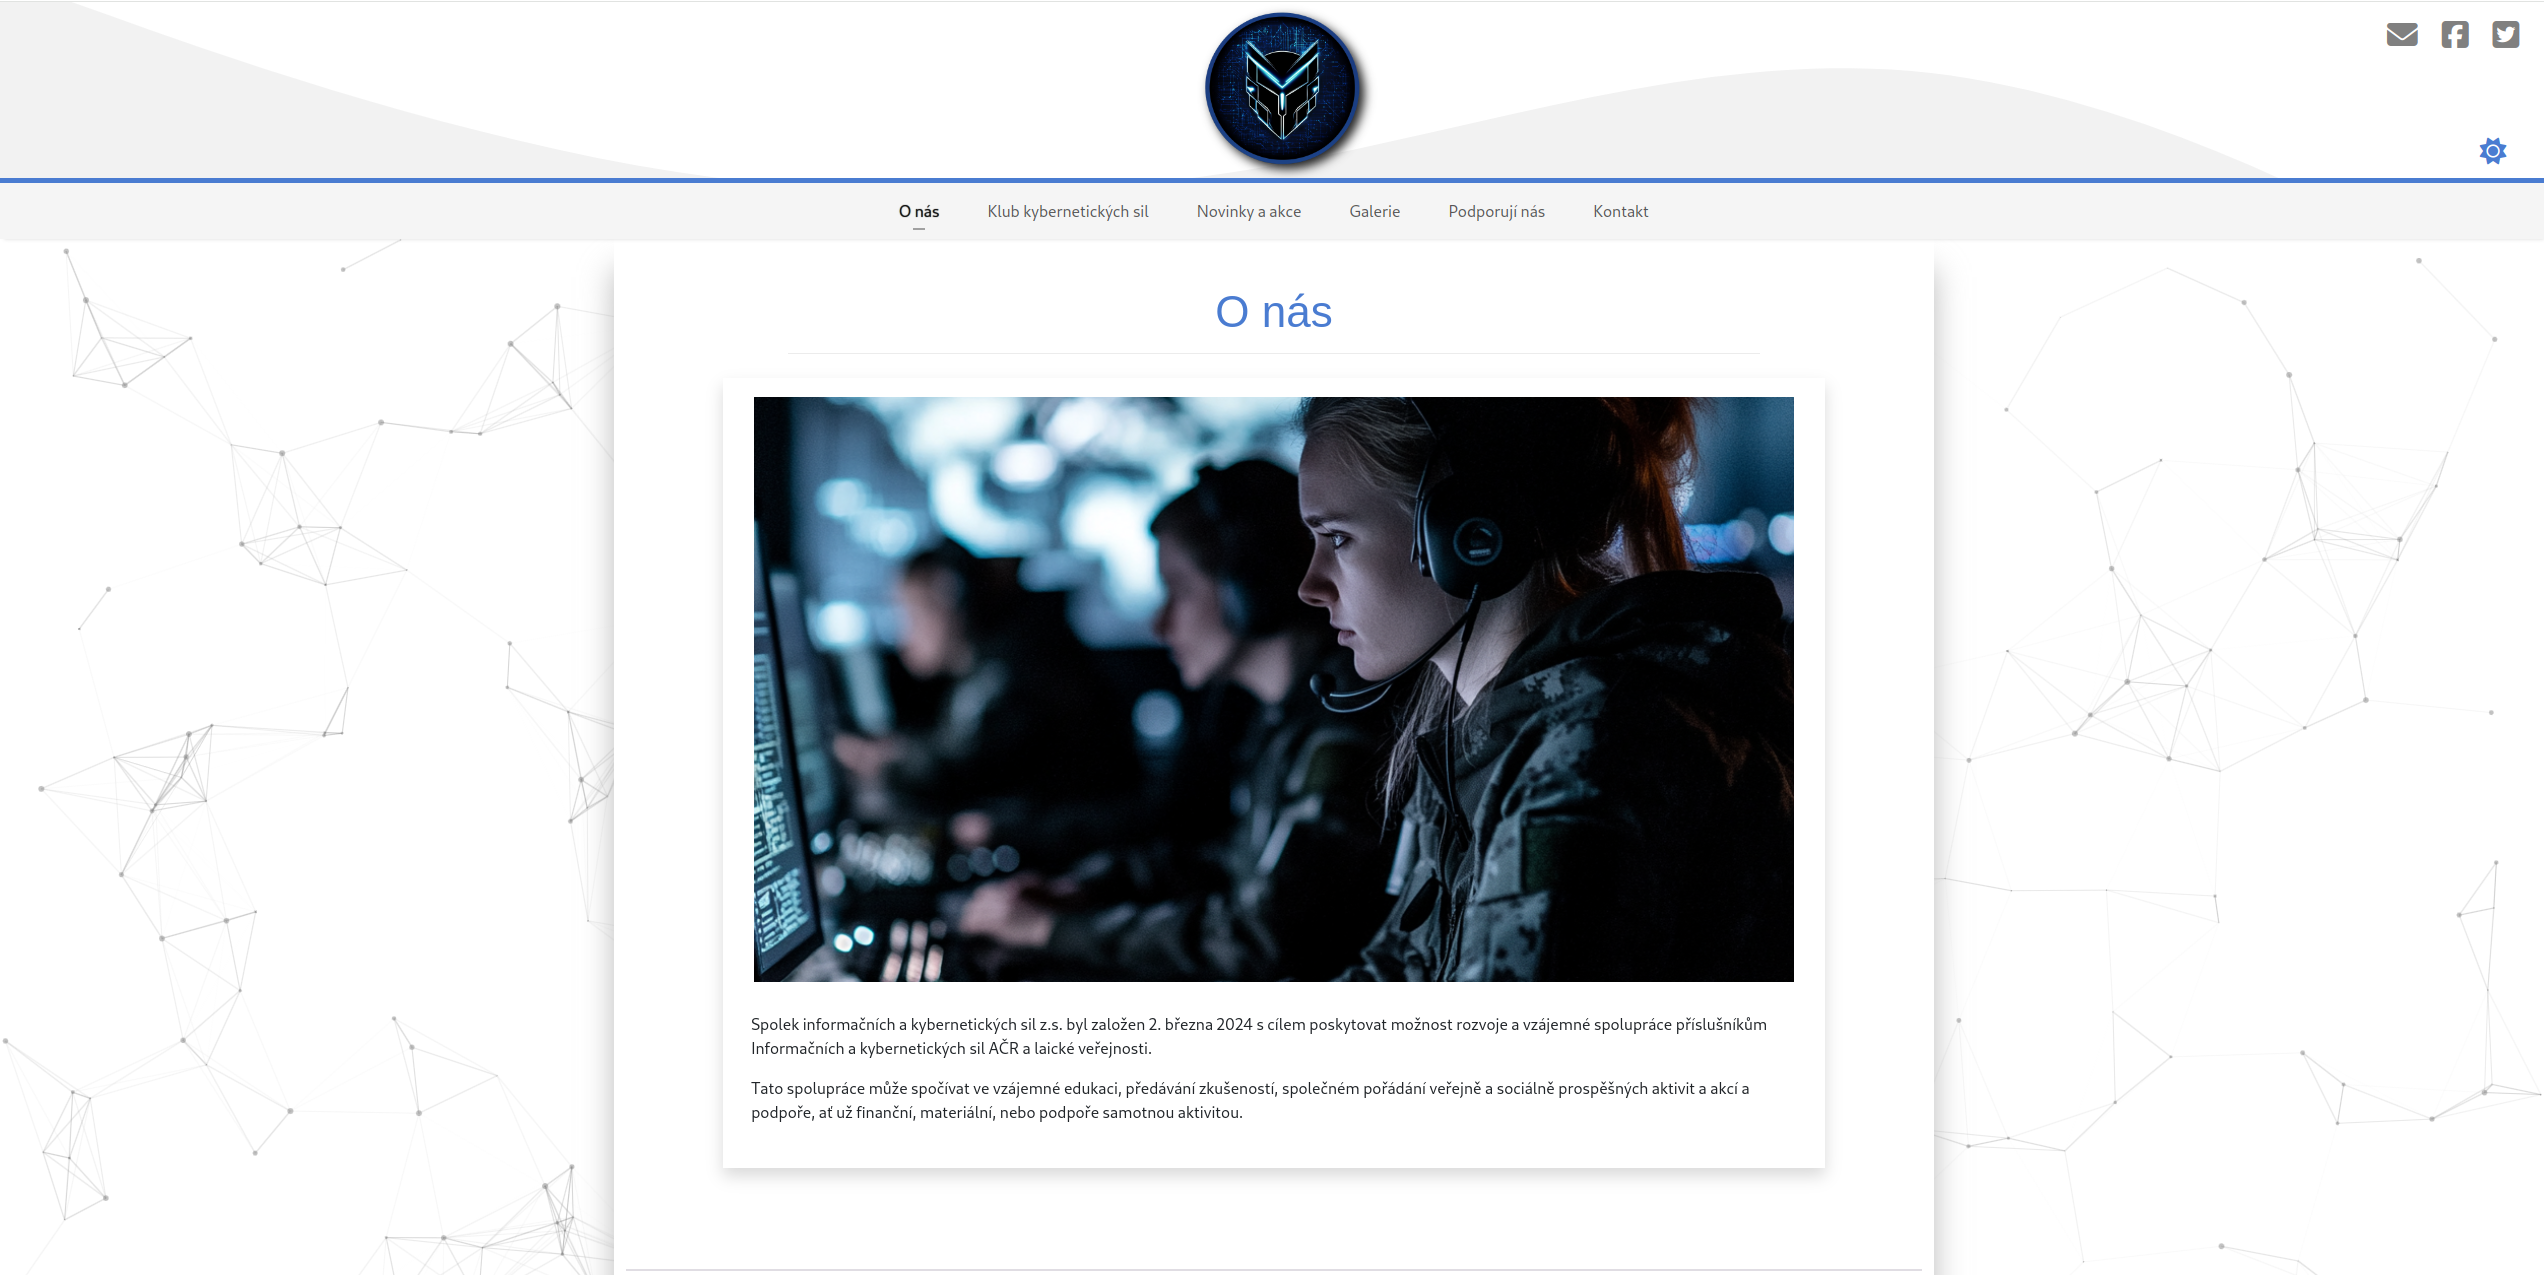 O nás
Klub kybernetických sil
Novinky a akce
Galerie
Podporují nás
Kontakt
O nás
Spolek informačních a kybernetických sil z.s. byl založen 2. března 2024 s cílem poskytovat možnost rozvoje a vzájemné spolupráce příslušníkům
Informačních a kybernetických sil AČR a laické veřejnosti.
Tato spolupráce může spočívat ve vzájemné edukaci, předávání zkušeností, společném pořádání veřejně a sociálně prospěšných aktivit a akcí a
podpoře, ať už finanční, materiální, nebo podpoře samotnou aktivitou.